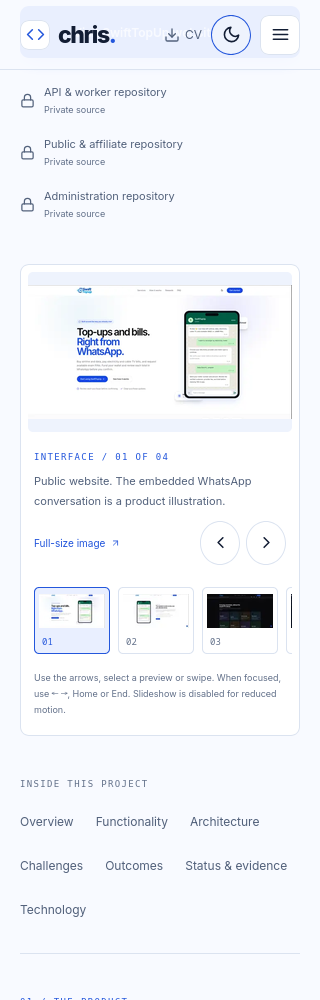 chris.
CV
API & worker repository
Private source
Public & affiliate repository
Private source
Administration repository
Private source
Top-ups and bills.
Right from
WhatsApp.
INTERFACE / 01 OF 04
Public website. The embedded WhatsApp
conversation is a product illustration.
Full-size image ↗
01
02
03
Use the arrows, select a preview or swipe. When focused,
use ← →, Home or End. Slideshow is disabled for reduced
motion.
INSIDE THIS PROJECT
Overview
Functionality
Architecture
Challenges
Outcomes
Status & evidence
Technology